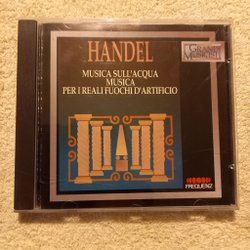 HANDEL
GRANDI
MUSICISTI
MUSICA SULL'ACQUA
MUSICA
PER I REALI FUOCHI D'ARTIFICIO
FREQUENZ